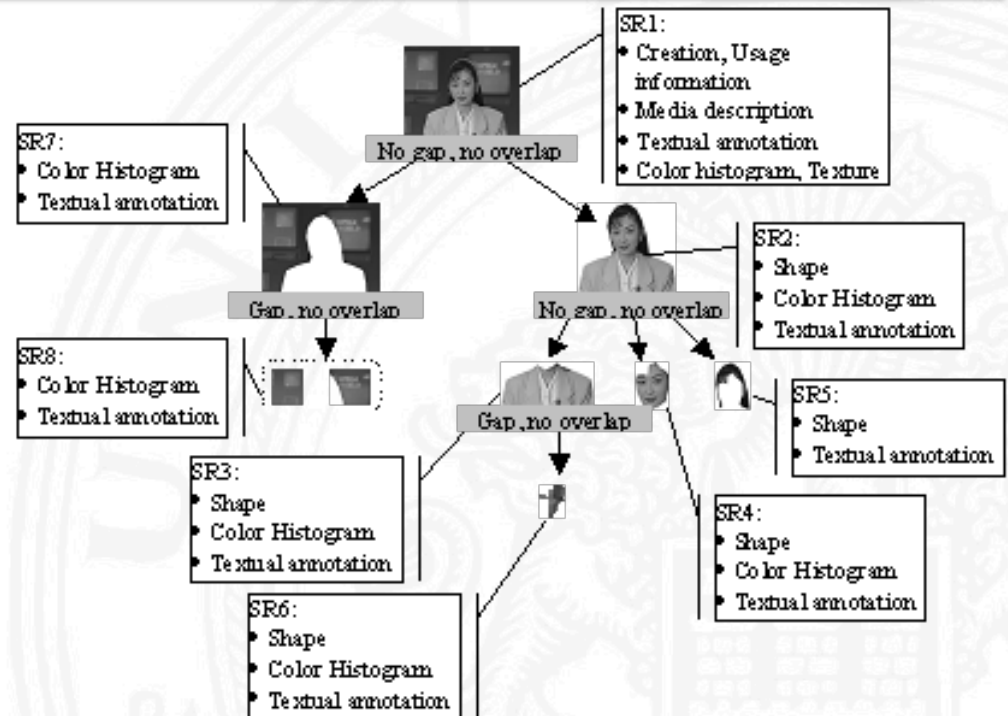 SR1:
• Creation, Usage
information
• Media description
• Textual annotation
• Color histogram, Texture
No gap, no overlap
SR7:
• Color Histogram
• Textual annotation
SR2:
• Shape
• Color Histogram
• Textual annotation
Gap, no overlap
No gap, no overlap
SR8:
• Color Histogram
• Textual annotation
SR5:
• Shape
• Textual annotation
Gap, no overlap
SR3:
• Shape
• Color Histogram
• Textual annotation
SR4:
• Shape
• Color Histogram
• Textual annotation
SR6:
• Shape
• Color Histogram
• Textual annotation